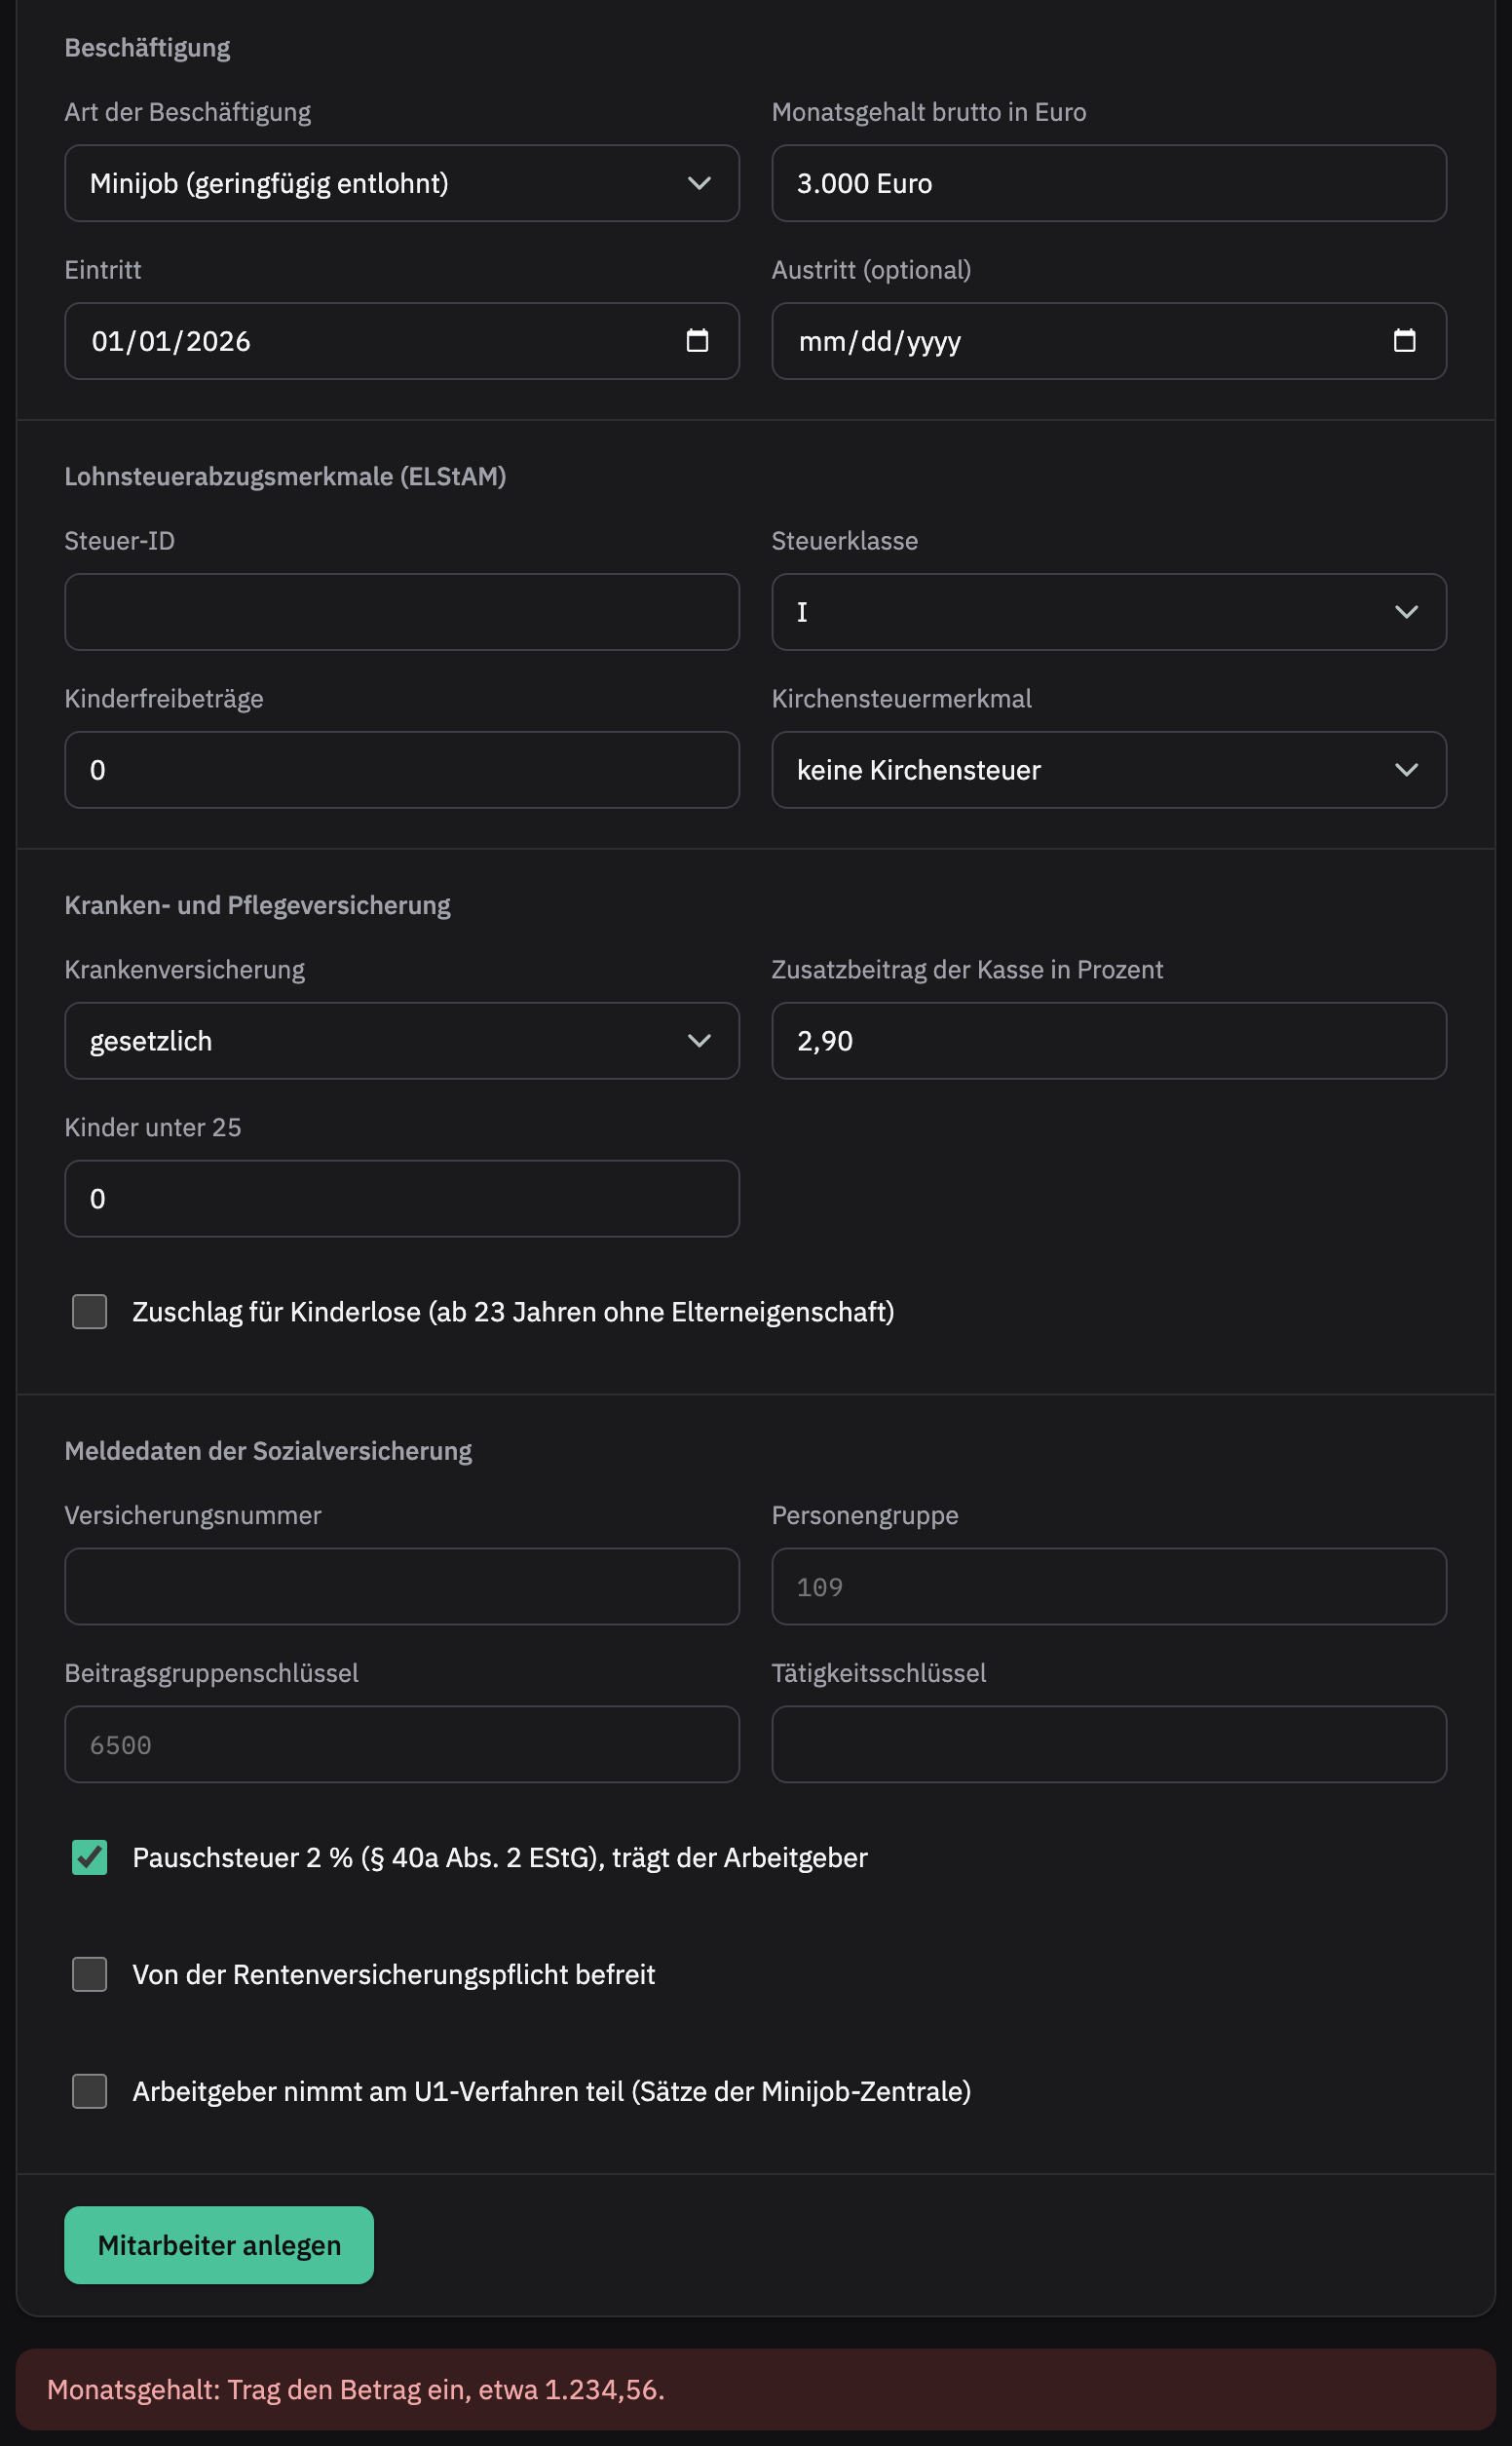 Beschäftigung
Art der Beschäftigung
Monatsgehalt brutto in Euro
Minijob (geringfügig entlohnt)
3.000 Euro
Eintritt
Austritt (optional)
01/01/2026
mm/dd/yyyy
Lohnsteuerabzugsmerkmale (ELStAM)
Steuer-ID
Steuerklasse
I
Kinderfreibeträge
Kirchensteuermerkmal
0
keine Kirchensteuer
Kranken- und Pflegeversicherung
Krankenversicherung
Zusatzbeitrag der Kasse in Prozent
gesetzlich
2,90
Kinder unter 25
0
Zuschlag für Kinderlose (ab 23 Jahren ohne Elterneigenschaft)
Meldedaten der Sozialversicherung
Versicherungsnummer
Personengruppe
109
Beitragsgruppenschlüssel
Tätigkeitsschlüssel
6500
Pauschsteuer 2 % (§ 40a Abs. 2 EStG), trägt der Arbeitgeber
Von der Rentenversicherungspflicht befreit
Arbeitgeber nimmt am U1-Verfahren teil (Sätze der Minijob-Zentrale)
Mitarbeiter anlegen
Monatsgehalt: Trag den Betrag ein, etwa 1.234,56.